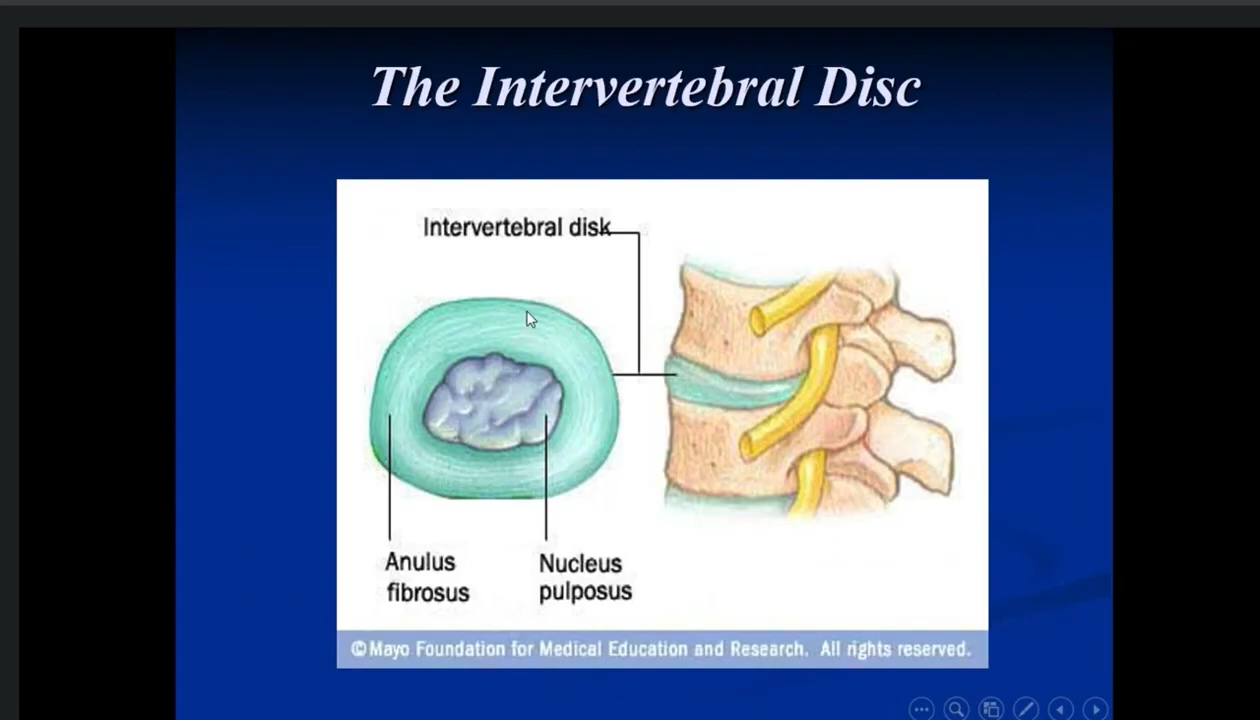 The Intervertebral Disc
Intervertebral disk
Anulus
fibrosus
Nucleus
pulposus
©Mayo Foundation for Medical Education and Research. All rights reserved.